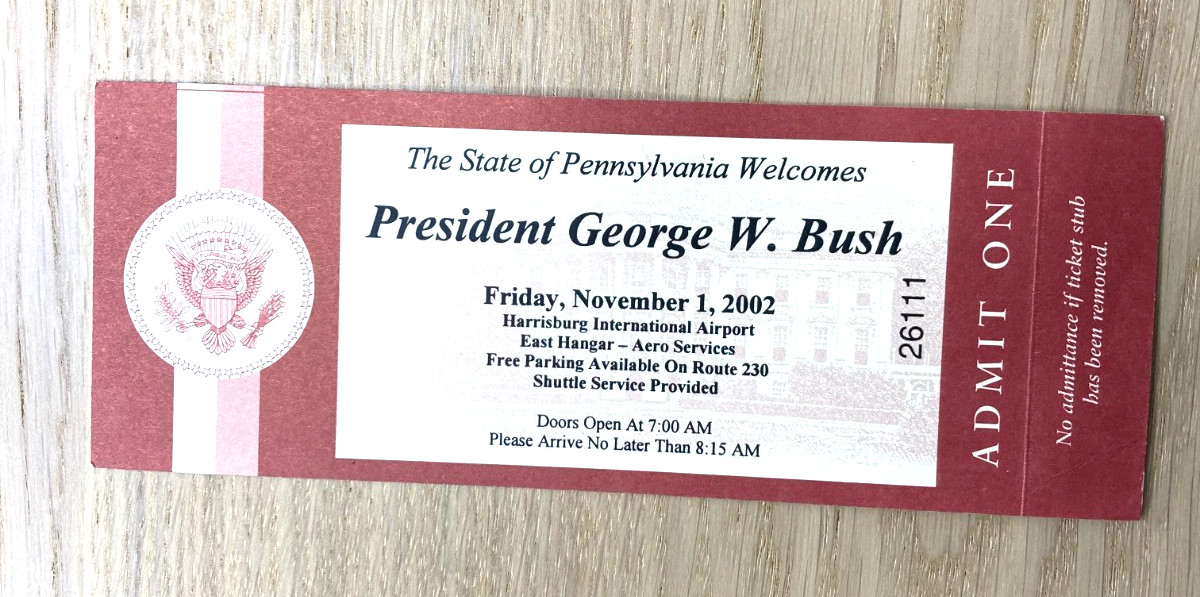 The State of Pennsylvania Welcomes
President George W. Bush
Friday, November 1, 2002
Harrisburg International Airport
East Hangar – Aero Services
Free Parking Available On Route 230
Shuttle Service Provided
Doors Open At 7:00 AM
Please Arrive No Later Than 8:15 AM
26111
ADMIT ONE
No admittance if ticket stub
has been removed.